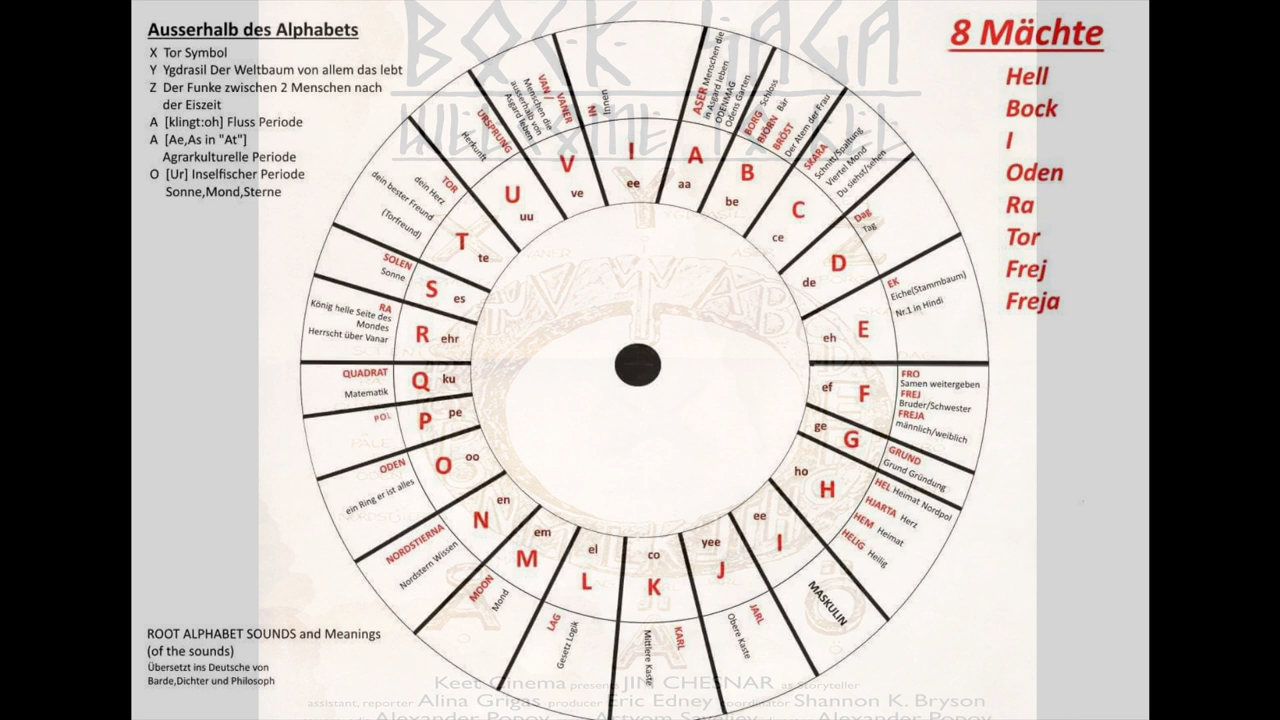 BOCK SAGA
WELCOME TO HEL
Ausserhalb des Alphabets
X Tor Symbol
Y Ygdrasil Der Weltbaum von allem das lebt
Z Der Funke zwischen 2 Menschen nach
der Eiszeit
A [klingt:oh] Fluss Periode
A [Ae,As in "At"]
Agrarkulturelle Periode
O [Ur] Inselfischer Periode
Sonne,Mond,Sterne
8 Mächte
Hell
Bock
I
Oden
Ra
Tor
Frej
Freja
NI
Innen
I
ee
ASER Menschen die
in Asgard leben
ODENMAG
Odens Garten
A
aa
BORG Schloss
BJÖRN Bär
BRÖST
Der Atem der Frau
B
be
SKARA
Schnitt/Spaltung
Viertel Mond
Du siehst/sehen
C
ce
Dag
Tag
D
de
EK
Eiche(Stammbaum)
Nr.1 in Hindi
E
eh
FRO
Samen weitergeben
FREJ
Bruder/Schwester
FREJA
männlich/weiblich
F
ef
GRUND
Grund Gründung
G
ge
HEL Heimat Nordpol
HJARTA Herz
HEM Heimat
HELIG Heilig
H
ho
MASKULIN
I
ee
JARL
Obere Kaste
J
yee
KARL
Mittlere Kaste
K
co
LAG
Gesetz Logik
L
el
MOON
Mond
M
em
NORDSTIERNA
Nordstern Wissen
N
en
ODEN
ein Ring er ist alles
O
oo
POL
P
pe
QUADRAT
Matematik
Q
ku
RA
König helle Seite des
Mondes
Herrscht über Vanar
R
ehr
SOLEN
Sonne
S
es
TOR
dein Herz
dein bester Freund
(Torfreund)
T
te
URSPRUNG
Herkunft
U
uu
VAN /
VANER
Menschen die
ausserhalb von
Asgard leben
V
ve
ROOT ALPHABET SOUNDS and Meanings
(of the sounds)
Übersetzt ins Deutsche von
Barde,Dichter und Philosoph
Keet Cinema presents JIM CHESNAR as Storyteller
assistant, reporter Alina Grigas producer Eric Edney coordinator Shannon K. Bryson
Alexander Popov Artyom Saveliev Alexander Popov